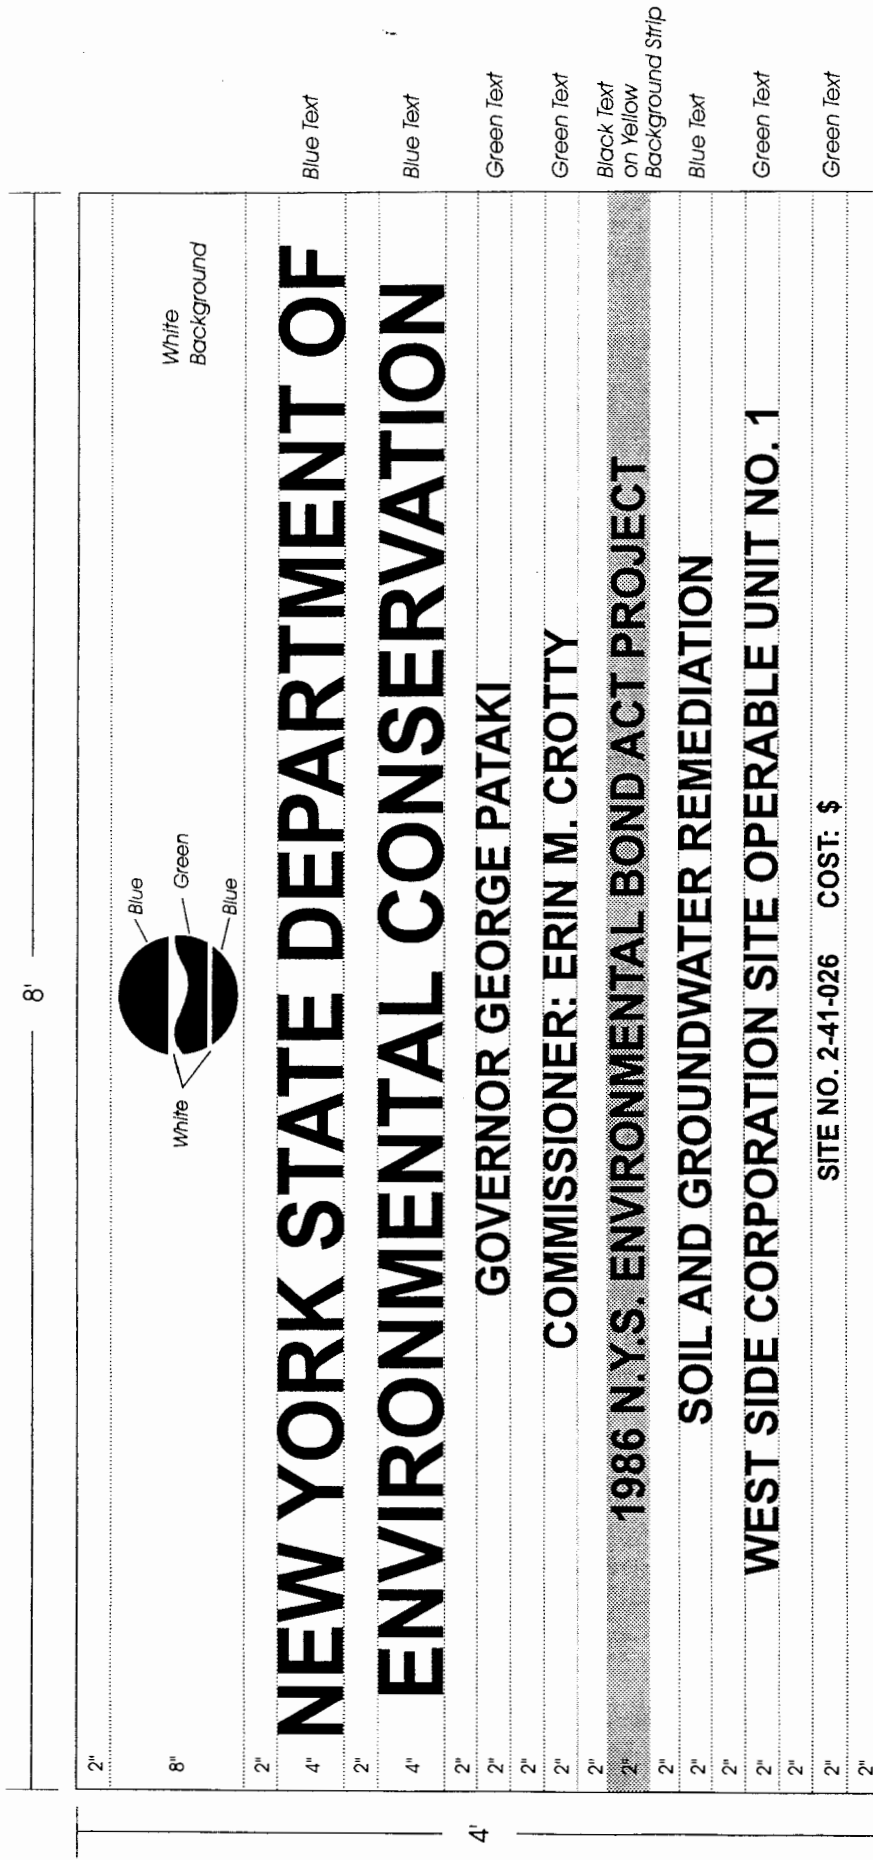 8'
4'
2"
8"
White
Background
Blue
Green
Blue
White
2"
4"
NEW YORK STATE DEPARTMENT OF
Blue Text
2"
4"
ENVIRONMENTAL CONSERVATION
Blue Text
2"
2"
GOVERNOR GEORGE PATAKI
Green Text
2"
2"
COMMISSIONER: ERIN M. CROTTY
Green Text
2"
2"
1986 N.Y.S. ENVIRONMENTAL BOND ACT PROJECT
Black Text
on Yellow
Background Strip
2"
2"
SOIL AND GROUNDWATER REMEDIATION
Blue Text
2"
2"
WEST SIDE CORPORATION SITE OPERABLE UNIT NO. 1
Green Text
2"
2"
SITE NO. 2-41-026 COST: $
Green Text
2"